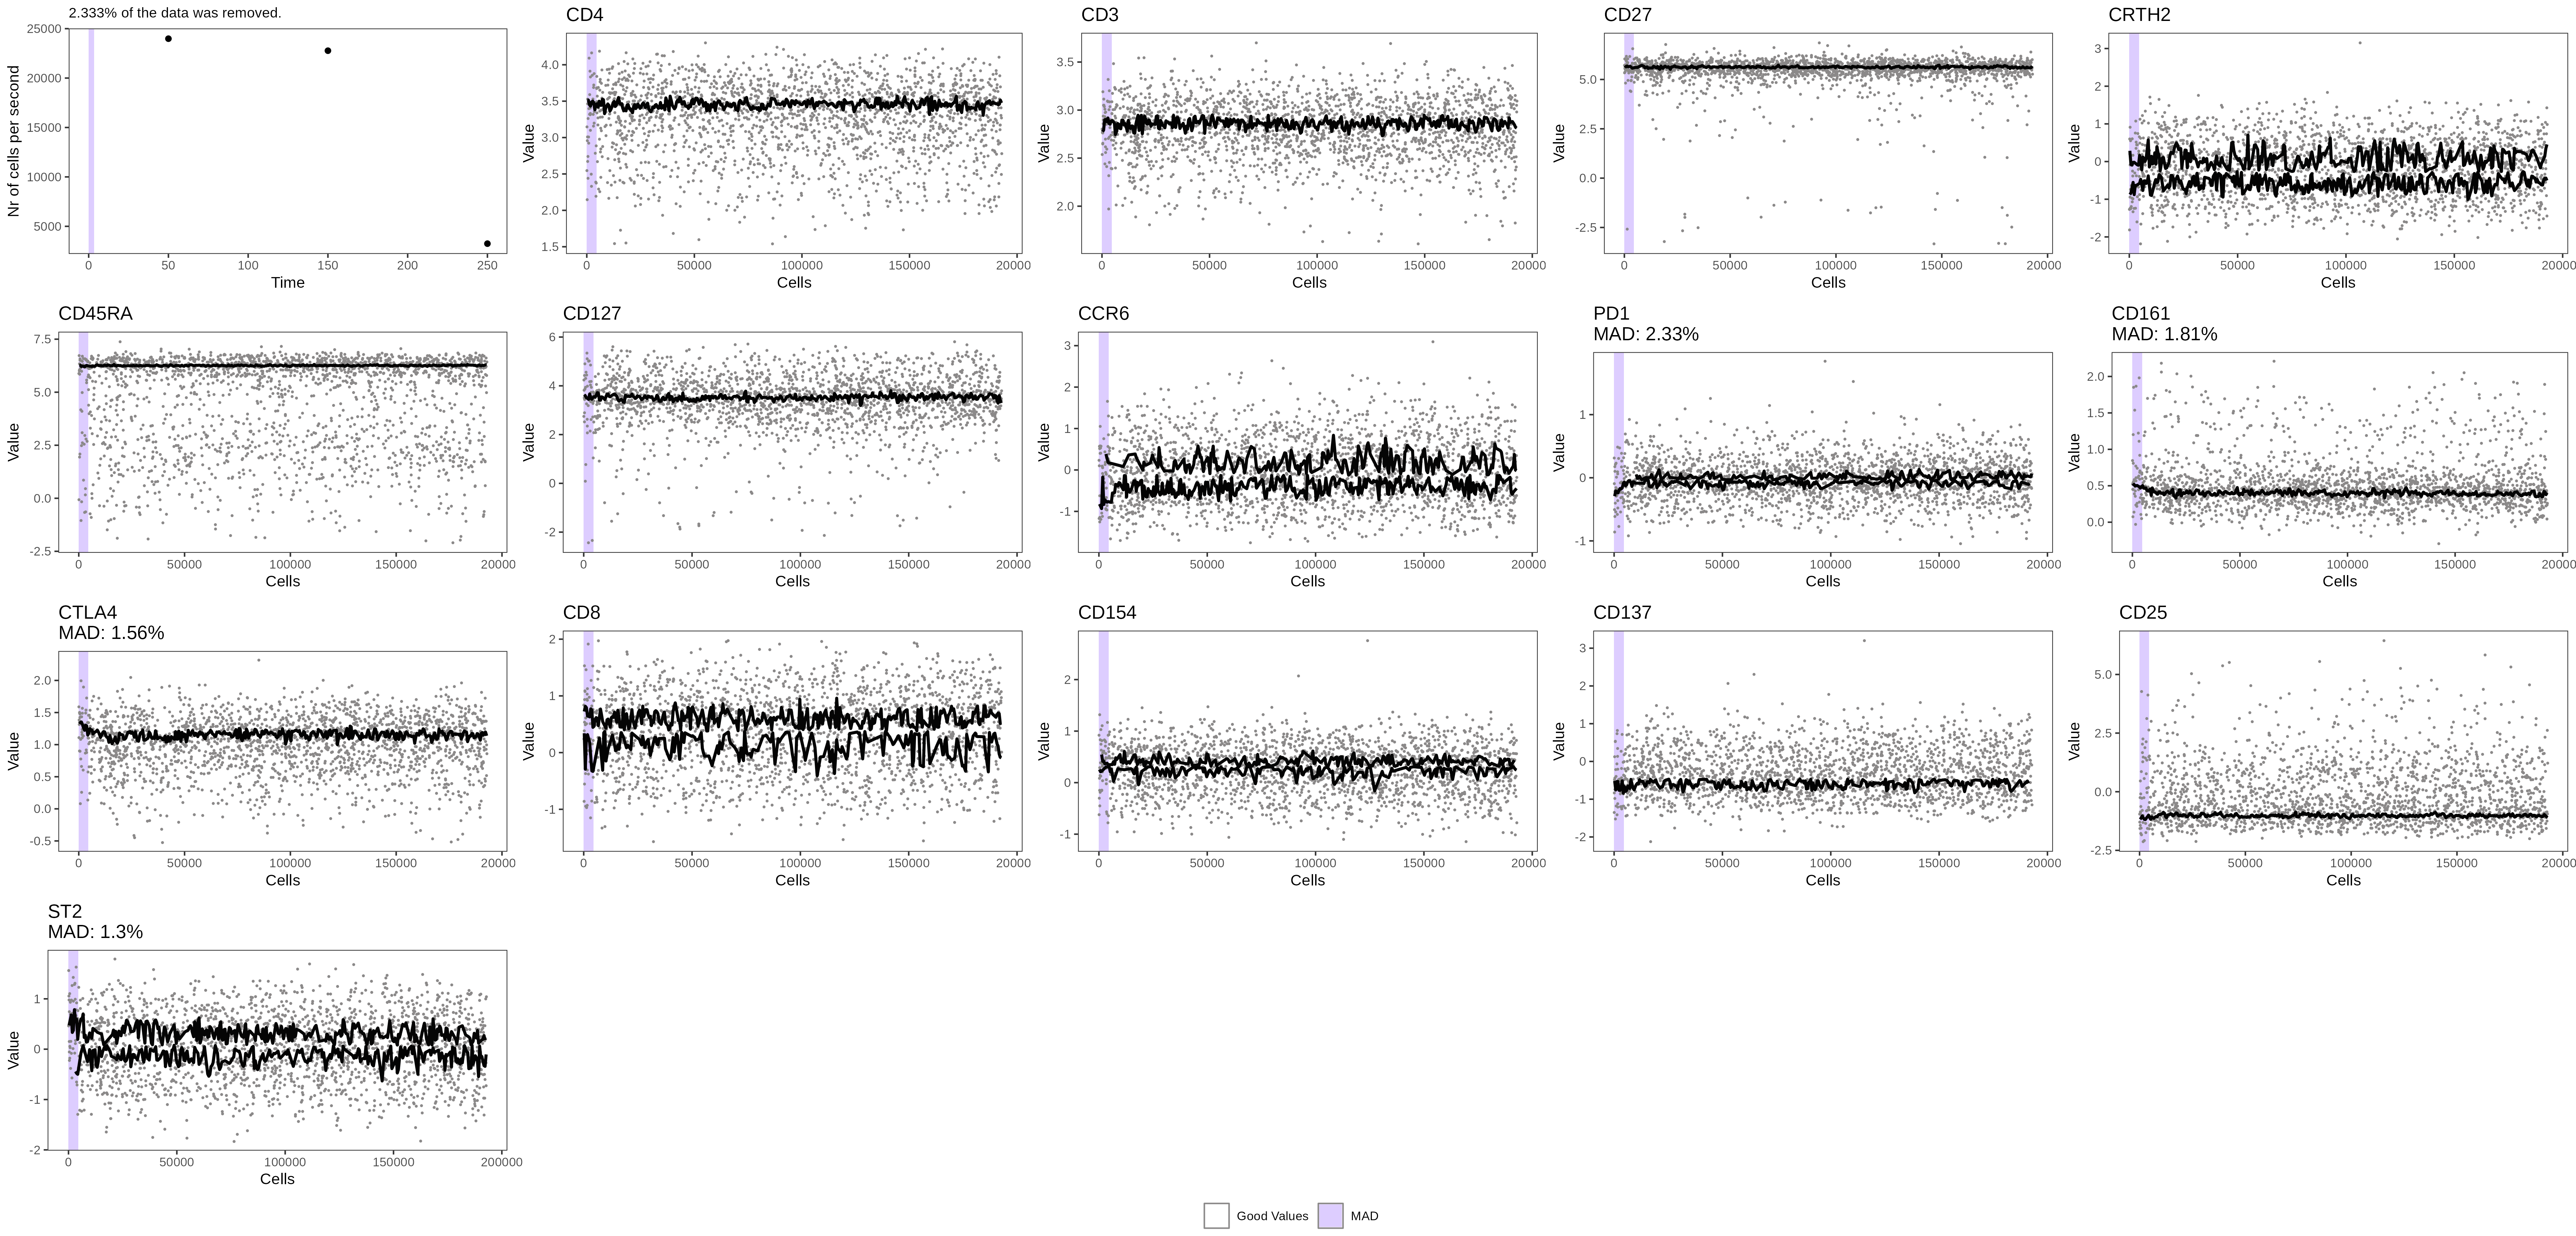 2.333% of the data was removed.
Nr of cells per second
25000
20000
15000
10000
5000
0 50 100 150 200 250
Time
CD4
Value
4.0
3.5
3.0
2.5
2.0
1.5
0 50000 100000 150000 20000
Cells
CD3
Value
3.5
3.0
2.5
2.0
0 50000 100000 150000 20000
Cells
CD27
Value
5.0
2.5
0.0
-2.5
0 50000 100000 150000 20000
Cells
CRTH2
Value
3
2
1
0
-1
-2
0 50000 100000 150000 20000
Cells
CD45RA
Value
7.5
5.0
2.5
0.0
-2.5
0 50000 100000 150000 20000
Cells
CD127
Value
6
4
2
0
-2
0 50000 100000 150000 20000
Cells
CCR6
Value
3
2
1
0
-1
0 50000 100000 150000 20000
Cells
PD1
MAD: 2.33%
Value
1
0
-1
0 50000 100000 150000 20000
Cells
CD161
MAD: 1.81%
Value
2.0
1.5
1.0
0.5
0.0
0 50000 100000 150000 20000
Cells
CTLA4
MAD: 1.56%
Value
2.0
1.5
1.0
0.5
0.0
-0.5
0 50000 100000 150000 20000
Cells
CD8
Value
2
1
0
-1
0 50000 100000 150000 20000
Cells
CD154
Value
2
1
0
-1
0 50000 100000 150000 20000
Cells
CD137
Value
3
2
1
0
-1
-2
0 50000 100000 150000 20000
Cells
CD25
Value
5.0
2.5
0.0
-2.5
0 50000 100000 150000 20000
Cells
ST2
MAD: 1.3%
Value
1
0
-1
-2
0 50000 100000 150000 200000
Cells
Good Values MAD